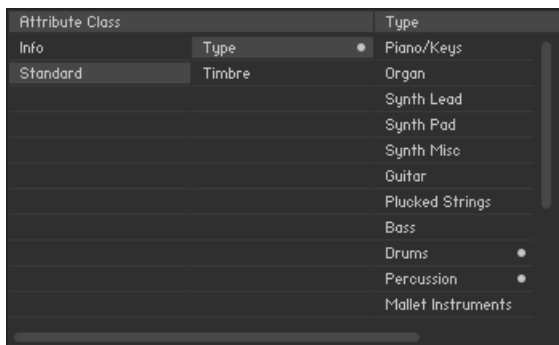 Attribute Class Type
Info Type Piano/Keys
Standard Timbre Organ
Synth Lead
Synth Pad
Synth Misc
Guitar
Plucked Strings
Bass
Drums
Percussion
Mallet Instruments